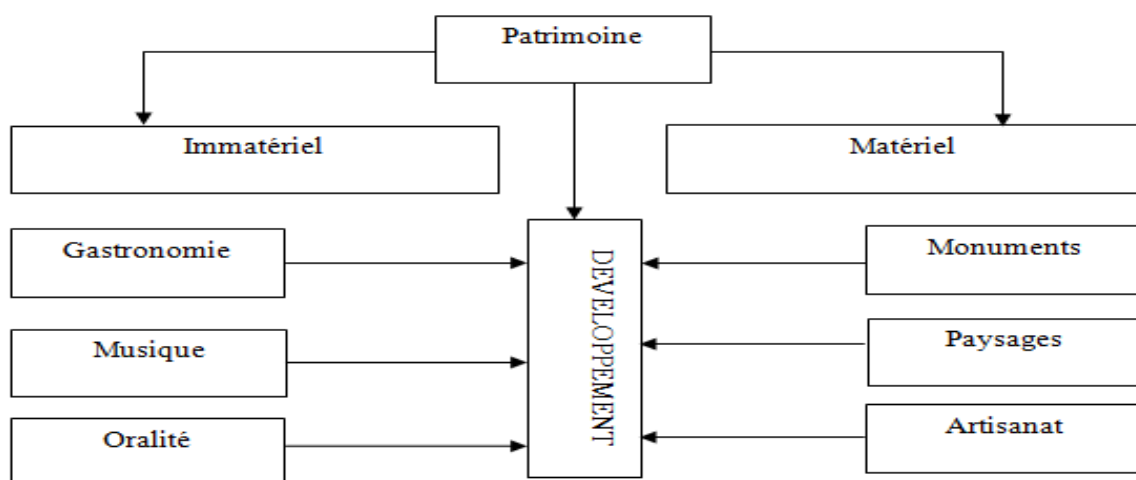 Patrimoine
Immatériel
Matériel
Gastronomie
Monuments
DEVELOPPEMENT
Musique
Paysages
Oralité
Artisanat